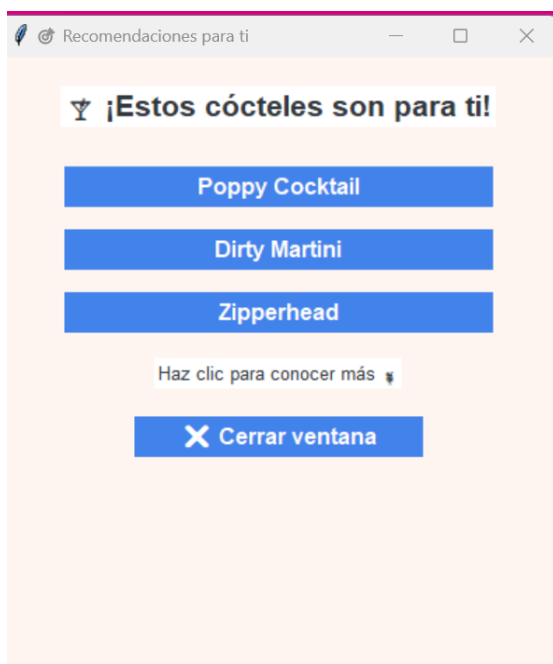 Recomendaciones para ti
¡Estos cócteles son para ti!
Poppy Cocktail
Dirty Martini
Zipperhead
Haz clic para conocer más
Cerrar ventana